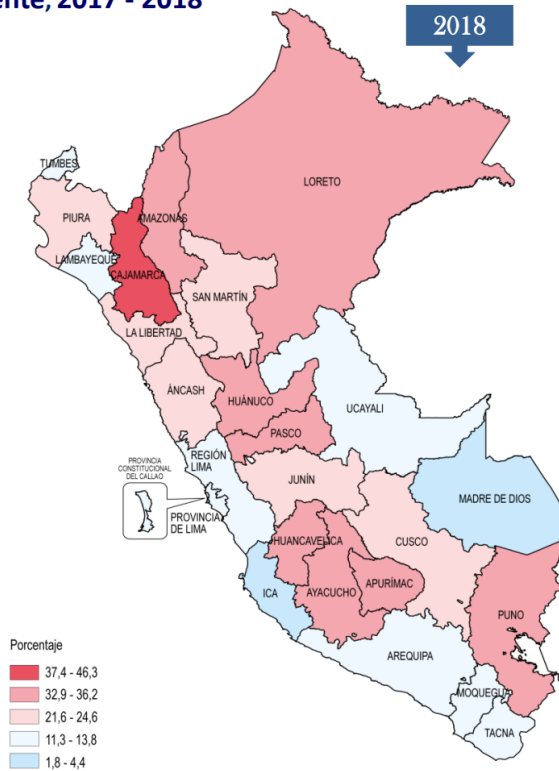 ente, 2017 - 2018
2018
TUMBES
LORETO
PIURA
AMAZONAS
LAMBAYEQUE
CAJAMARCA
SAN MARTÍN
LA LIBERTAD
ÁNCASH
HUÁNUCO
UCAYALI
PASCO
REGIÓN
LIMA
PROVINCIA
CONSTITUCIONAL
DEL CALLAO
JUNÍN
MADRE DE DIOS
PROVINCIA
DE LIMA
HUANCAVELICA
CUSCO
ICA
AYACUCHO
APURÍMAC
PUNO
AREQUIPA
MOQUEGUA
TACNA
Porcentaje
37,4 - 46,3
32,9 - 36,2
21,6 - 24,6
11,3 - 13,8
1,8 - 4,4